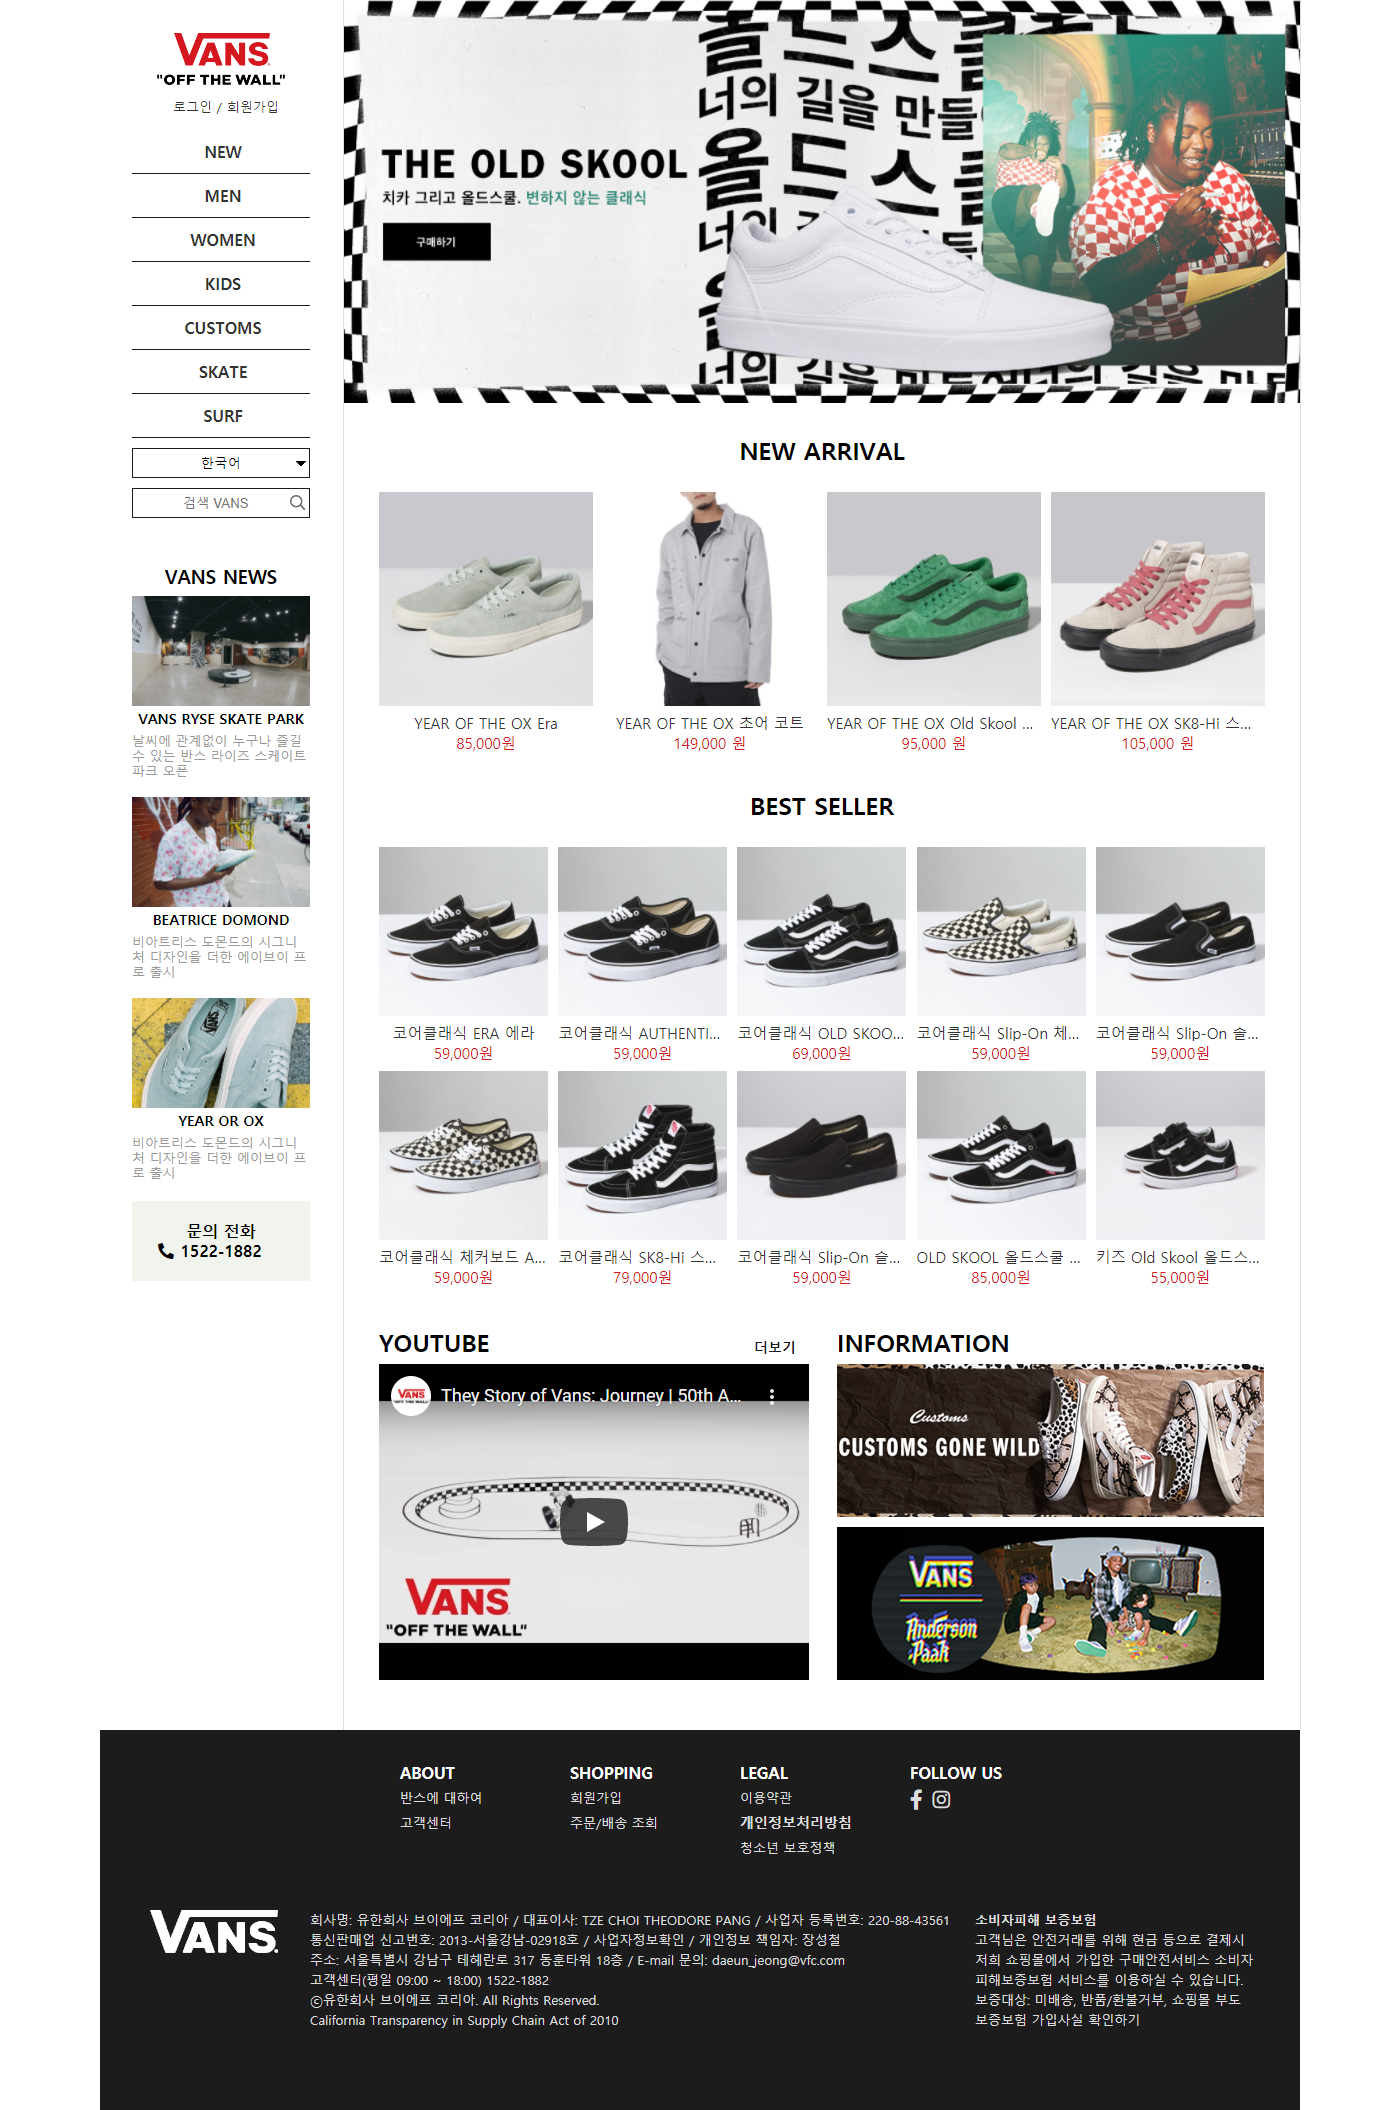 VANS
"OFF THE WALL"
로그인 / 회원가입
NEW
MEN
WOMEN
KIDS
CUSTOMS
SKATE
SURF
한국어
검색 VANS
VANS NEWS
VANS RYSE SKATE PARK
날씨에 관계없이 누구나 즐길
수 있는 반스 라이즈 스케이트
파크 오픈
BEATRICE DOMOND
비아트리스 도몬드의 시그니
처 디자인을 더한 에이브이 프
로 출시
YEAR OR OX
비아트리스 도몬드의 시그니
처 디자인을 더한 에이브이 프
로 출시
문의 전화
1522-1882
올드스쿨
너의 길을 만들
올드스
THE OLD SKOOL
치카 그리고 올드스쿨. 변하지 않는 클래식
구매하기
NEW ARRIVAL
YEAR OF THE OX Era
85,000원
YEAR OF THE OX 초어 코트
149,000 원
YEAR OF THE OX Old Skool ...
95,000 원
YEAR OF THE OX SK8-Hi 스...
105,000 원
BEST SELLER
코어클래식 ERA 에라
59,000원
코어클래식 AUTHENTI...
59,000원
코어클래식 OLD SKOO...
69,000원
코어클래식 Slip-On 체...
59,000원
코어클래식 Slip-On 슬...
59,000원
코어클래식 체커보드 A...
59,000원
코어클래식 SK8-Hi 스...
79,000원
코어클래식 Slip-On 슬...
59,000원
OLD SKOOL 올드스쿨 ...
85,000원
키즈 Old Skool 올드스...
55,000원
YOUTUBE
더보기
VANS
"OFF THE WALL"
They Story of Vans: Journey | 50th A...
VANS
"OFF THE WALL"
INFORMATION
Customs
CUSTOMS GONE WILD
VANS
Anderson
Paak
ABOUT
반스에 대하여
고객센터
SHOPPING
회원가입
주문/배송 조회
LEGAL
이용약관
개인정보처리방침
청소년 보호정책
FOLLOW US
VANS
회사명: 유한회사 브이에프 코리아 / 대표이사: TZE CHOI THEODORE PANG / 사업자 등록번호: 220-88-43561
통신판매업 신고번호: 2013-서울강남-02918호 / 사업자정보확인 / 개인정보 책임자: 장성철
주소: 서울특별시 강남구 테헤란로 317 동훈타워 18층 / E-mail 문의: daeun_jeong@vfc.com
고객센터(평일 09:00 ~ 18:00) 1522-1882
ⓒ유한회사 브이에프 코리아. All Rights Reserved.
California Transparency in Supply Chain Act of 2010
소비자피해 보증보험
고객님은 안전거래를 위해 현금 등으로 결제시
저희 쇼핑몰에서 가입한 구매안전서비스 소비자
피해보증보험 서비스를 이용하실 수 있습니다.
보증대상: 미배송, 반품/환불거부, 쇼핑몰 부도
보증보험 가입사실 확인하기